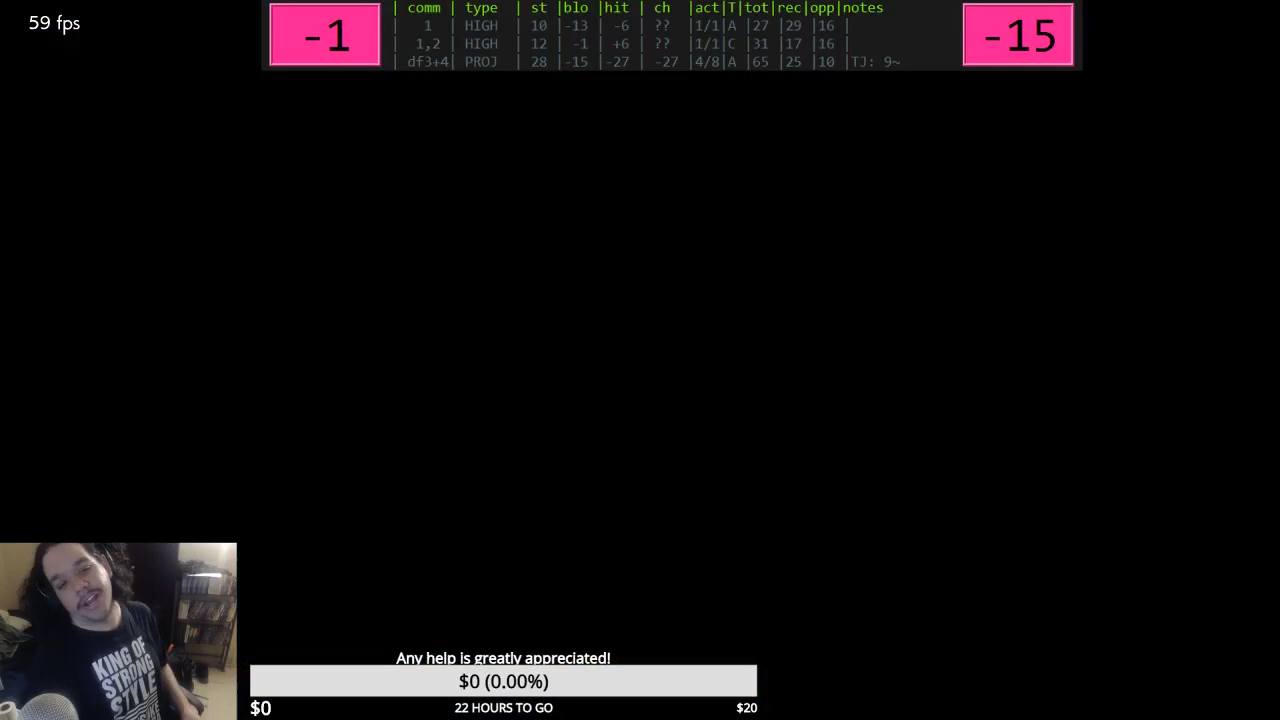 59 fps
-1
| comm | type | st |blo |hit | ch |act|T|tot|rec|opp|notes
| 1 | HIGH | 10 |-13 | -6 | ?? |1/1|A |27 |29 |16 |
| 1,2 | HIGH | 12 | -1 | +6 | ?? |1/1|C |31 |17 |16 |
| df3+4| PROJ | 28 |-15 |-27 | -27 |4/8|A |65 |25 |10 |TJ: 9~
-15
KING OF
STRONG
STYLE
Any help is greatly appreciated!
$0 (0.00%)
$0 22 HOURS TO GO $20